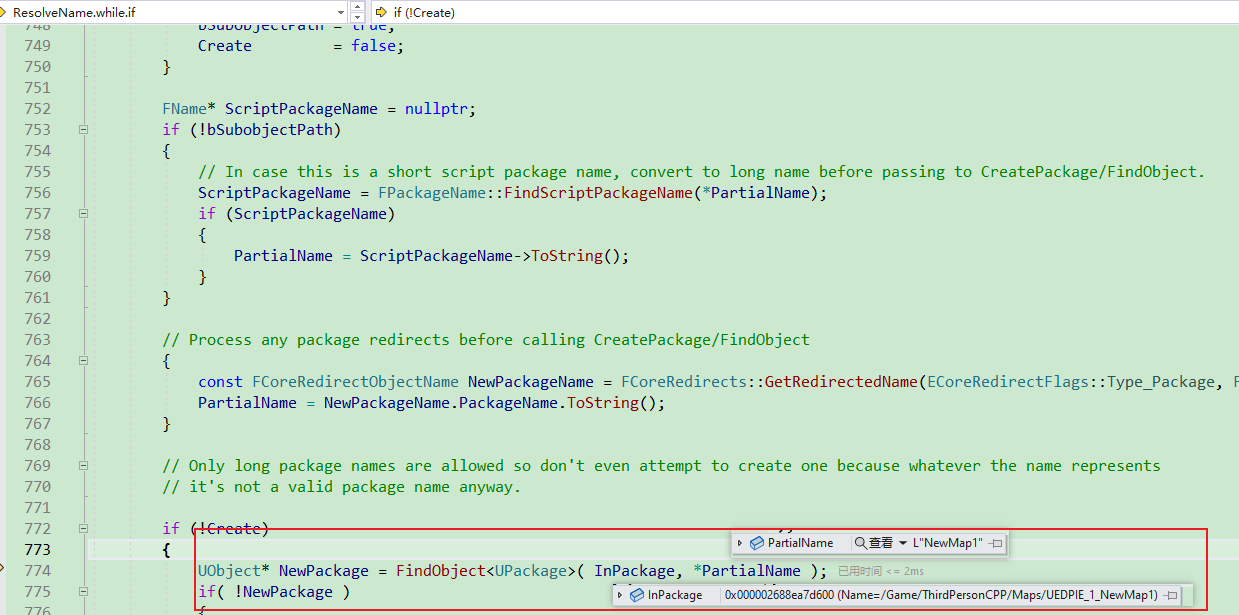 ResolveName.while.if
if (!Create)
748 bSubobjectPath = true;
749 Create = false;
750 }
751
752 FName* ScriptPackageName = nullptr;
753 if (!bSubobjectPath)
754 {
755 // In case this is a short script package name, convert to long name before passing to CreatePackage/FindObject.
756 ScriptPackageName = FPackageName::FindScriptPackageName(*PartialName);
757 if (ScriptPackageName)
758 {
759 PartialName = ScriptPackageName->ToString();
760 }
761 }
762
763 // Process any package redirects before calling CreatePackage/FindObject
764 {
765 const FCoreRedirectObjectName NewPackageName = FCoreRedirects::GetRedirectedName(ECoreRedirectFlags::Type_Package, F
766 PartialName = NewPackageName.PackageName.ToString();
767 }
768
769 // Only long package names are allowed so don't even attempt to create one because whatever the name represents
770 // it's not a valid package name anyway.
771
772 if (!Create)
773 {
PartialName 查看 L"NewMap1"
774 UObject* NewPackage = FindObject<UPackage>( InPackage, *PartialName ); 已用时间 <= 2ms
775 if( !NewPackage )
InPackage 0x000002688ea7d600 (Name=/Game/ThirdPersonCPP/Maps/UEDPIE_1_NewMap1)
776 {